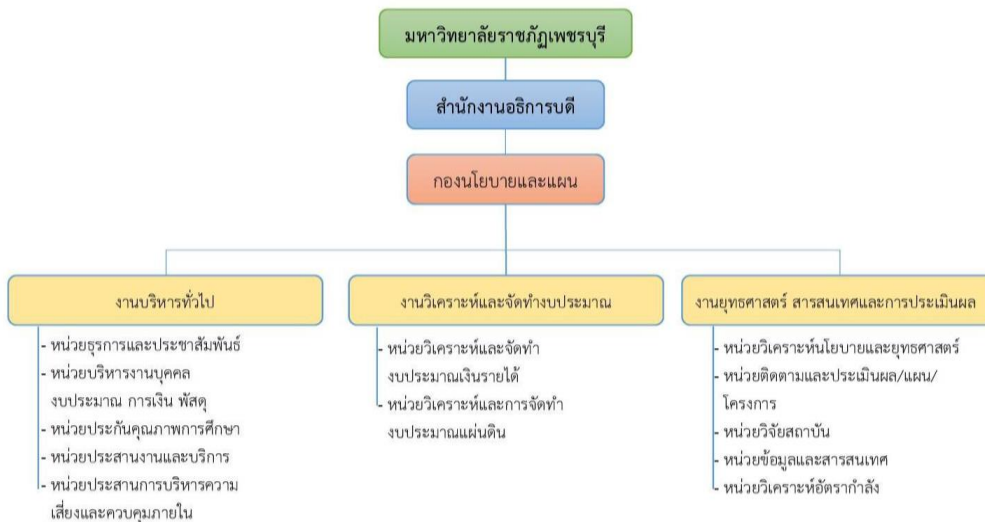 มหาวิทยาลัยราชภัฏเพชรบุรี
สำนักงานอธิการบดี
กองนโยบายและแผน
งานบริหารทั่วไป
- หน่วยธุรการและประชาสัมพันธ์
- หน่วยบริหารงานบุคคล
งบประมาณ การเงิน พัสดุ
- หน่วยประกันคุณภาพการศึกษา
- หน่วยประสานงานและบริการ
- หน่วยประสานการบริหารความ
เสี่ยงและควบคุมภายใน
งานวิเคราะห์และจัดทำงบประมาณ
- หน่วยวิเคราะห์และจัดทำ
งบประมาณเงินรายได้
- หน่วยวิเคราะห์และการจัดทำ
งบประมาณแผ่นดิน
งานยุทธศาสตร์ สารสนเทศและการประเมินผล
- หน่วยวิเคราะห์นโยบายและยุทธศาสตร์
- หน่วยติดตามและประเมินผล/แผน/
โครงการ
- หน่วยวิจัยสถาบัน
- หน่วยข้อมูลและสารสนเทศ
- หน่วยวิเคราะห์อัตรากำลัง